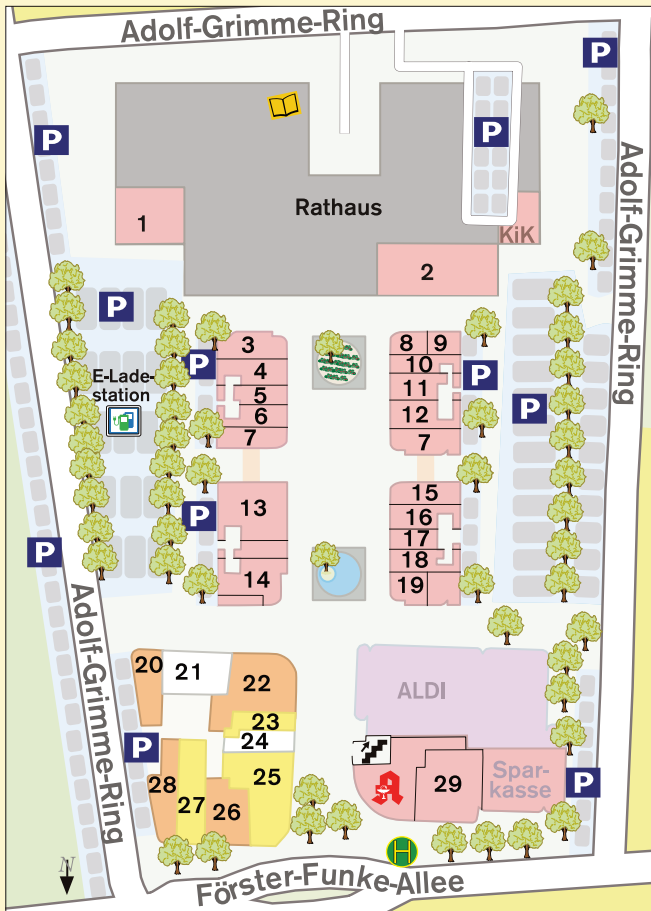 Adolf-Grimme-Ring
P
P
P
Adolf-Grimme-Ring
Rathaus
1
KiK
2
P
3
8 9
4
10
P
P
E-Lade-
station
5
11
6
12
P
7
7
13
15
P
16
17
P
18
14
19
Adolf-Grimme-Ring
20
21
22
ALDI
23
24
P
25
28
27
26
A
29
Spar-
kasse
P
H
N
Förster-Funke-Allee